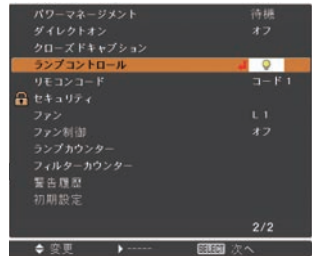 パワーマネージメント 待機
ダイレクトオン オフ
クローズドキャプション
ランプコントロール
リモコンコード コード 1
セキュリティ
ファン L 1
ファン制御 オフ
ランプカウンター
フィルターカウンター
警告履歴
初期設定
2/2
変更 ----- SELECT 次へ